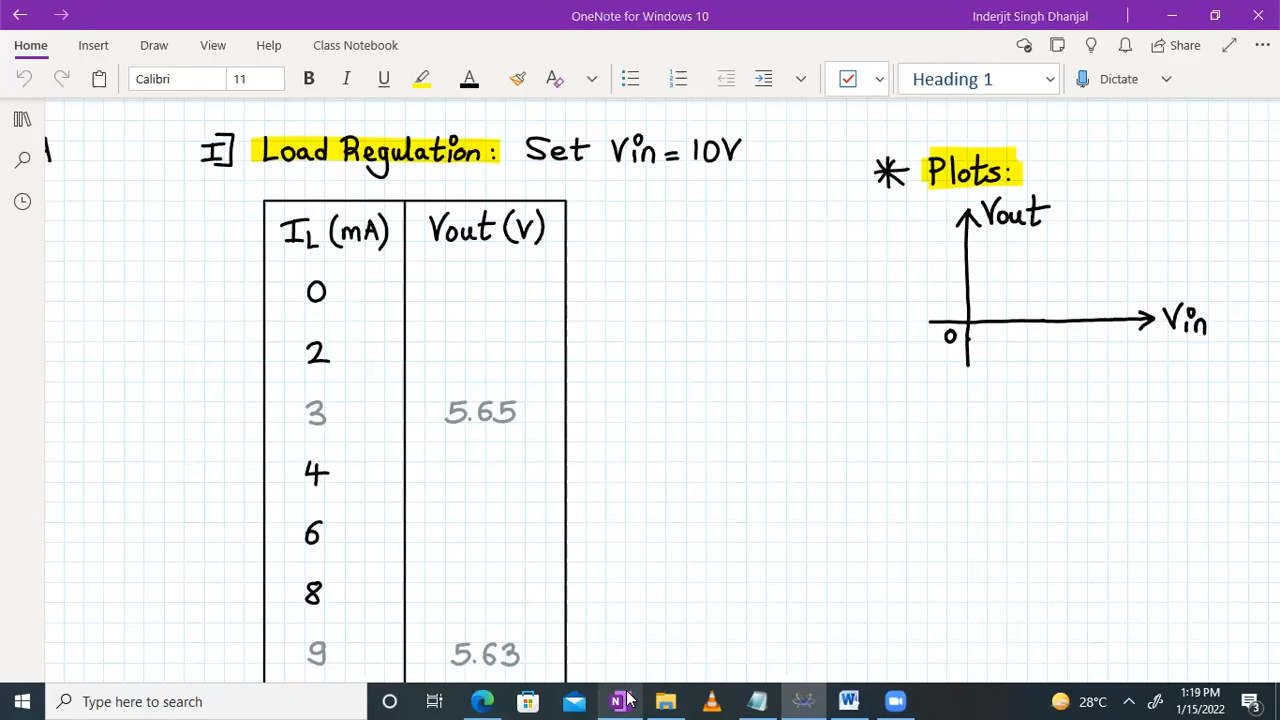 OneNote for Windows 10
Inderjit Singh Dhanjal
Home Insert Draw View Help Class Notebook
Share
Calibri 11 B I U A Heading 1 Dictate
I] Load Regulation: Set Vin = 10V
* Plots:
IL (mA) Vout (V)
0
2
3 5.65
4
6
8
9 5.63
Vout
Vin
0
Type here to search
28°C
1:19 PM
1/15/2022
3